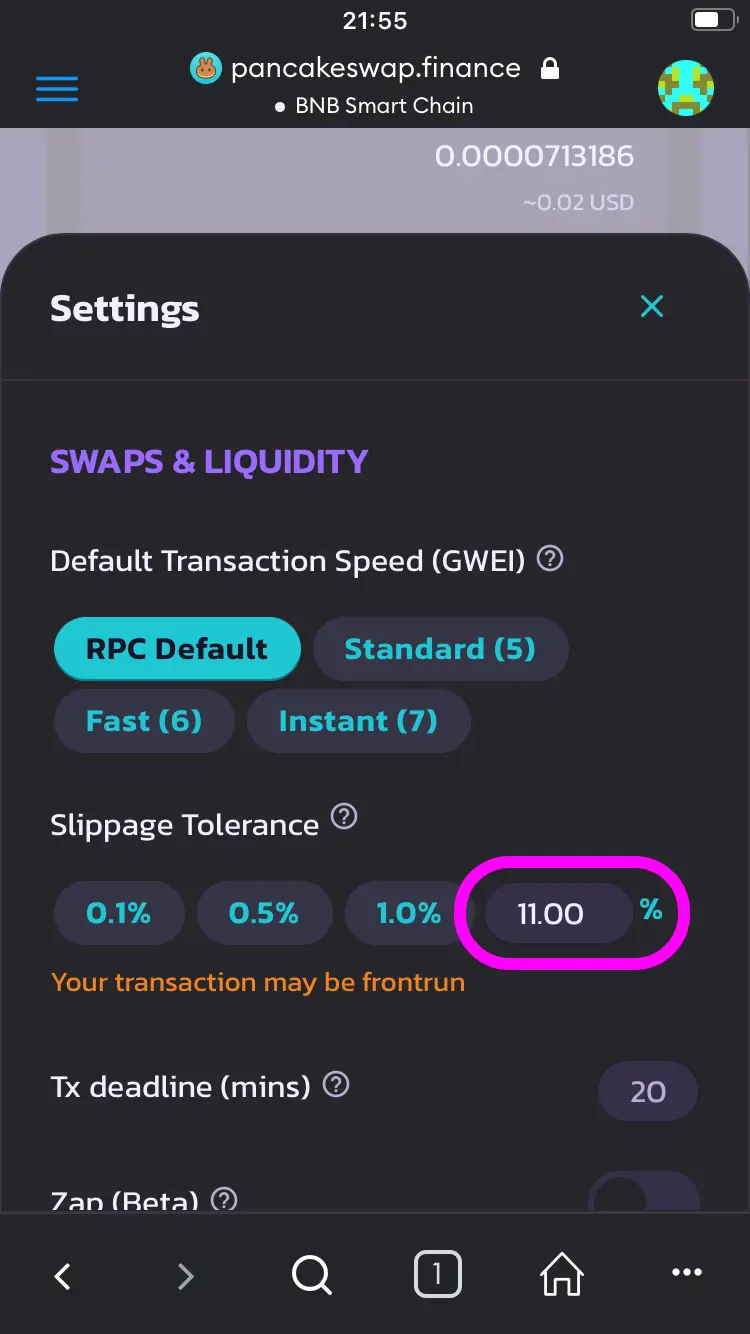 21:55
pancakeswap.finance
BNB Smart Chain
0.0000713186
~0.02 USD
Settings
SWAPS & LIQUIDITY
Default Transaction Speed (GWEI) ?
RPC Default Standard (5)
Fast (6) Instant (7)
Slippage Tolerance ?
0.1% 0.5% 1.0% 11.00 %
Your transaction may be frontrun
Tx deadline (mins) ? 20
Zap (Beta) ?
1